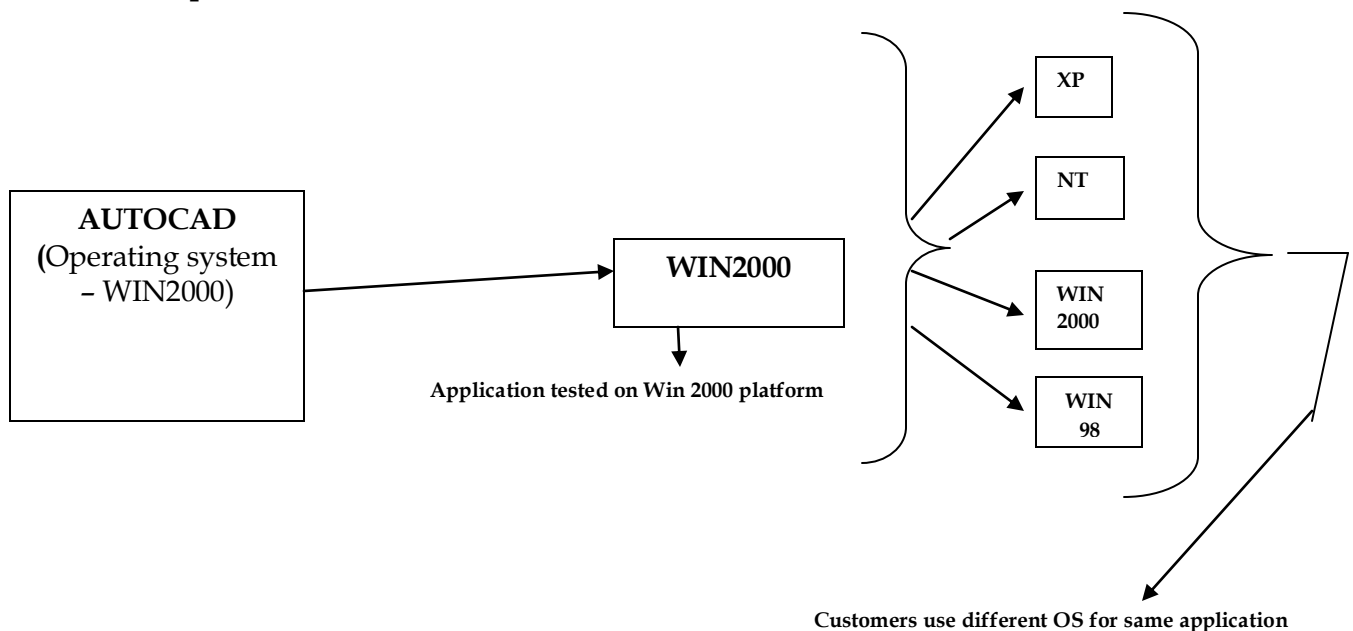 AUTOCAD
(Operating system
– WIN2000)
WIN2000
Application tested on Win 2000 platform
XP
NT
WIN
2000
WIN
98
Customers use different OS for same application